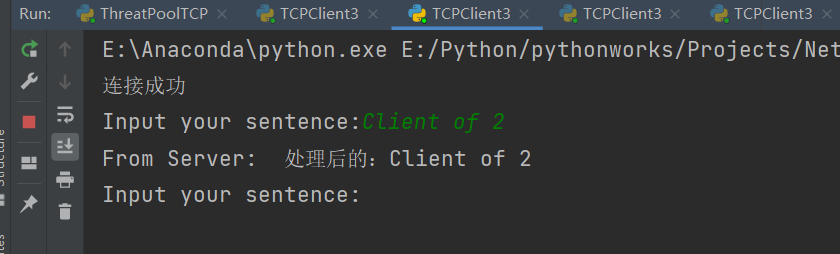 Run: ThreatPoolTCP TCPClient3 TCPClient3 TCPClient3 TCPClient3
E:\Anaconda\python.exe E:/Python/pythonworks/Projects/Net
连接成功
Input your sentence:Client of 2
From Server:  处理后的：Client of 2
Input your sentence: